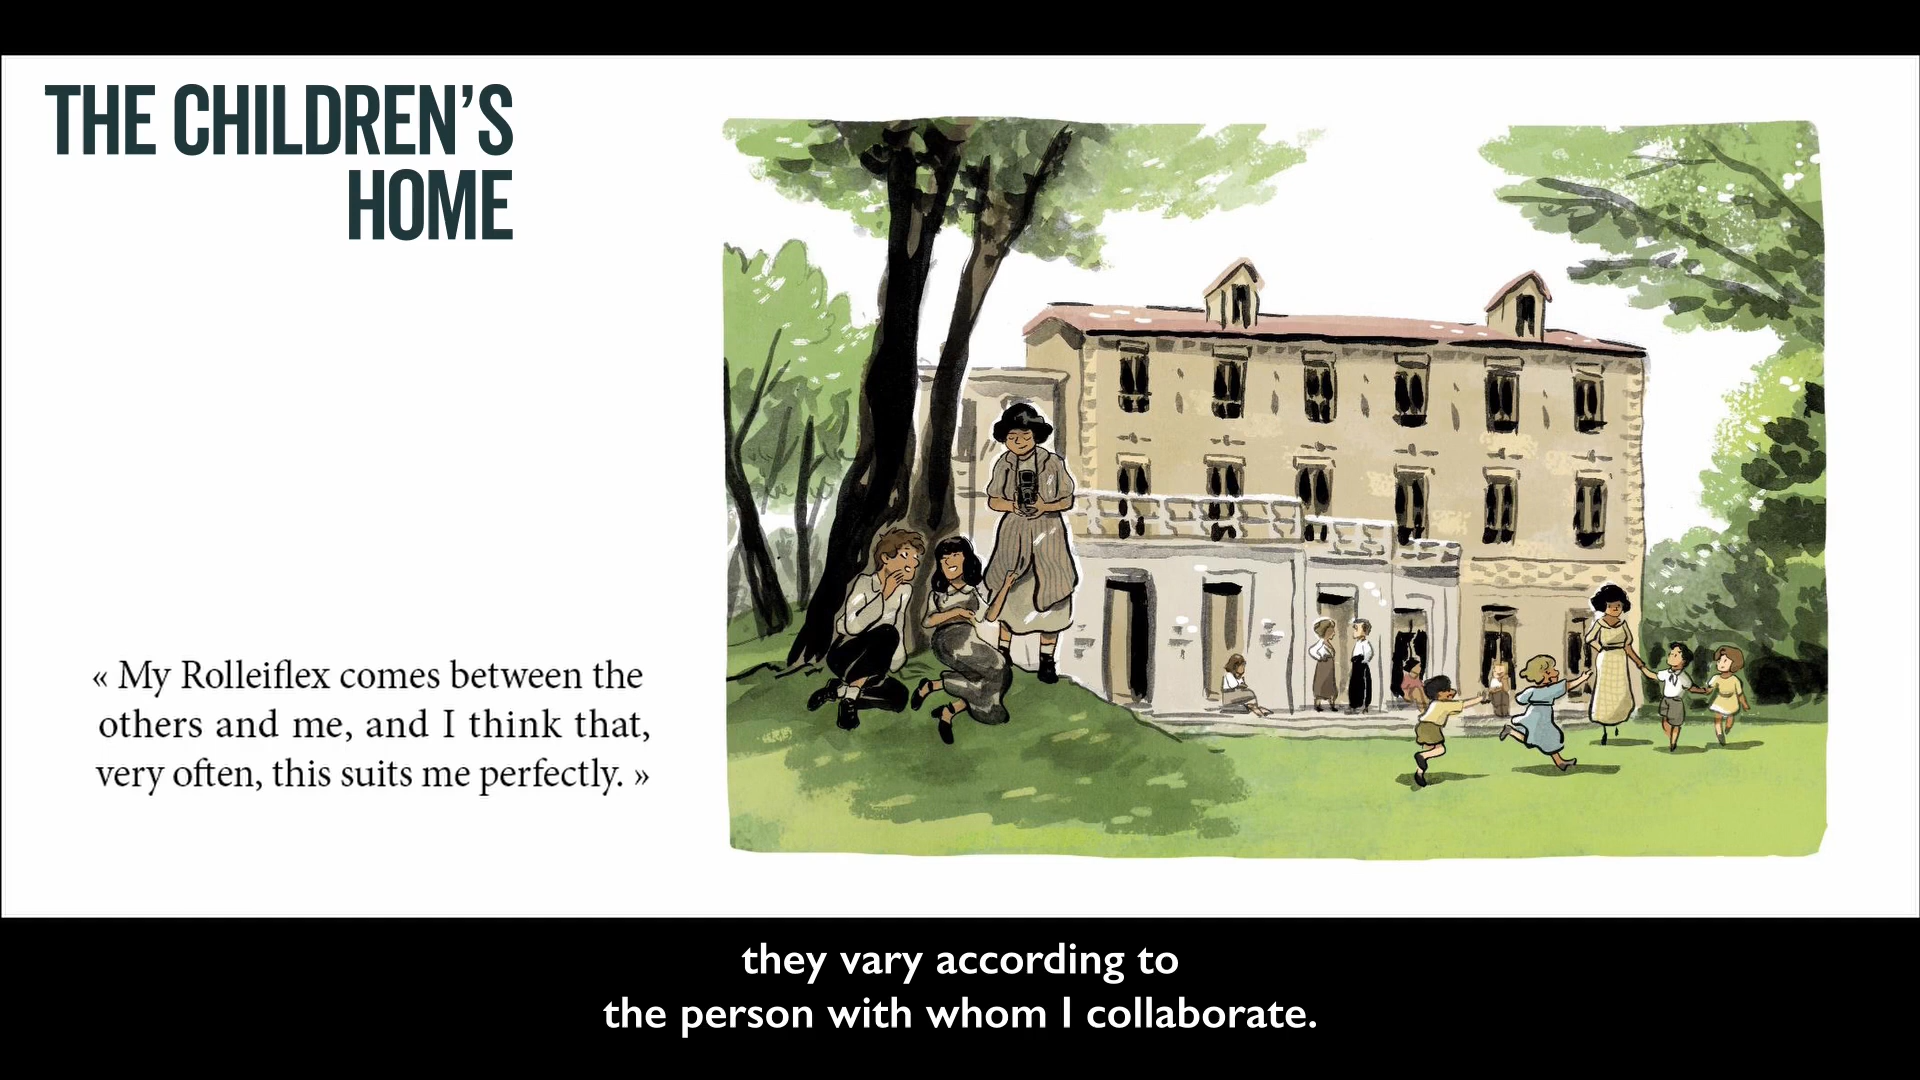 THE CHILDREN’S
HOME
« My Rolleiflex comes between the
others and me, and I think that,
very often, this suits me perfectly. »
they vary according to
the person with whom I collaborate.